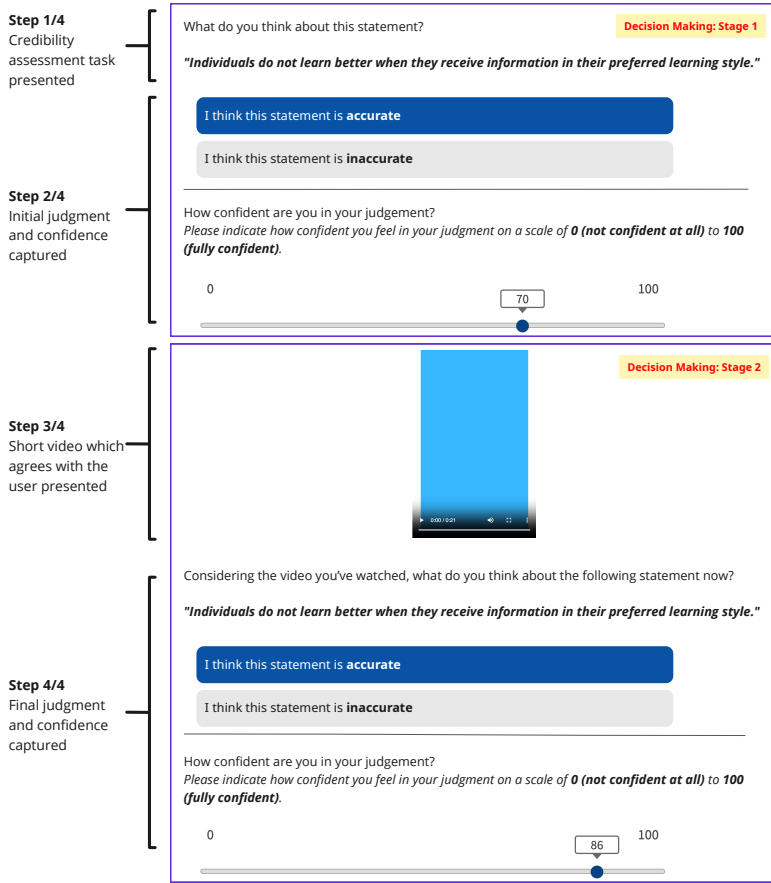 Step 1/4
Credibility
assessment task
presented
What do you think about this statement?
Decision Making: Stage 1
"Individuals do not learn better when they receive information in their preferred learning style."
Step 2/4
Initial judgment
and confidence
captured
I think this statement is accurate
I think this statement is inaccurate
How confident are you in your judgement?
Please indicate how confident you feel in your judgment on a scale of 0 (not confident at all) to 100
(fully confident).
0
70
100
Step 3/4
Short video which
agrees with the
user presented
Decision Making: Stage 2
0:00 / 0:21
Step 4/4
Final judgment
and confidence
captured
Considering the video you’ve watched, what do you think about the following statement now?
"Individuals do not learn better when they receive information in their preferred learning style."
I think this statement is accurate
I think this statement is inaccurate
How confident are you in your judgement?
Please indicate how confident you feel in your judgment on a scale of 0 (not confident at all) to 100
(fully confident).
0
86
100